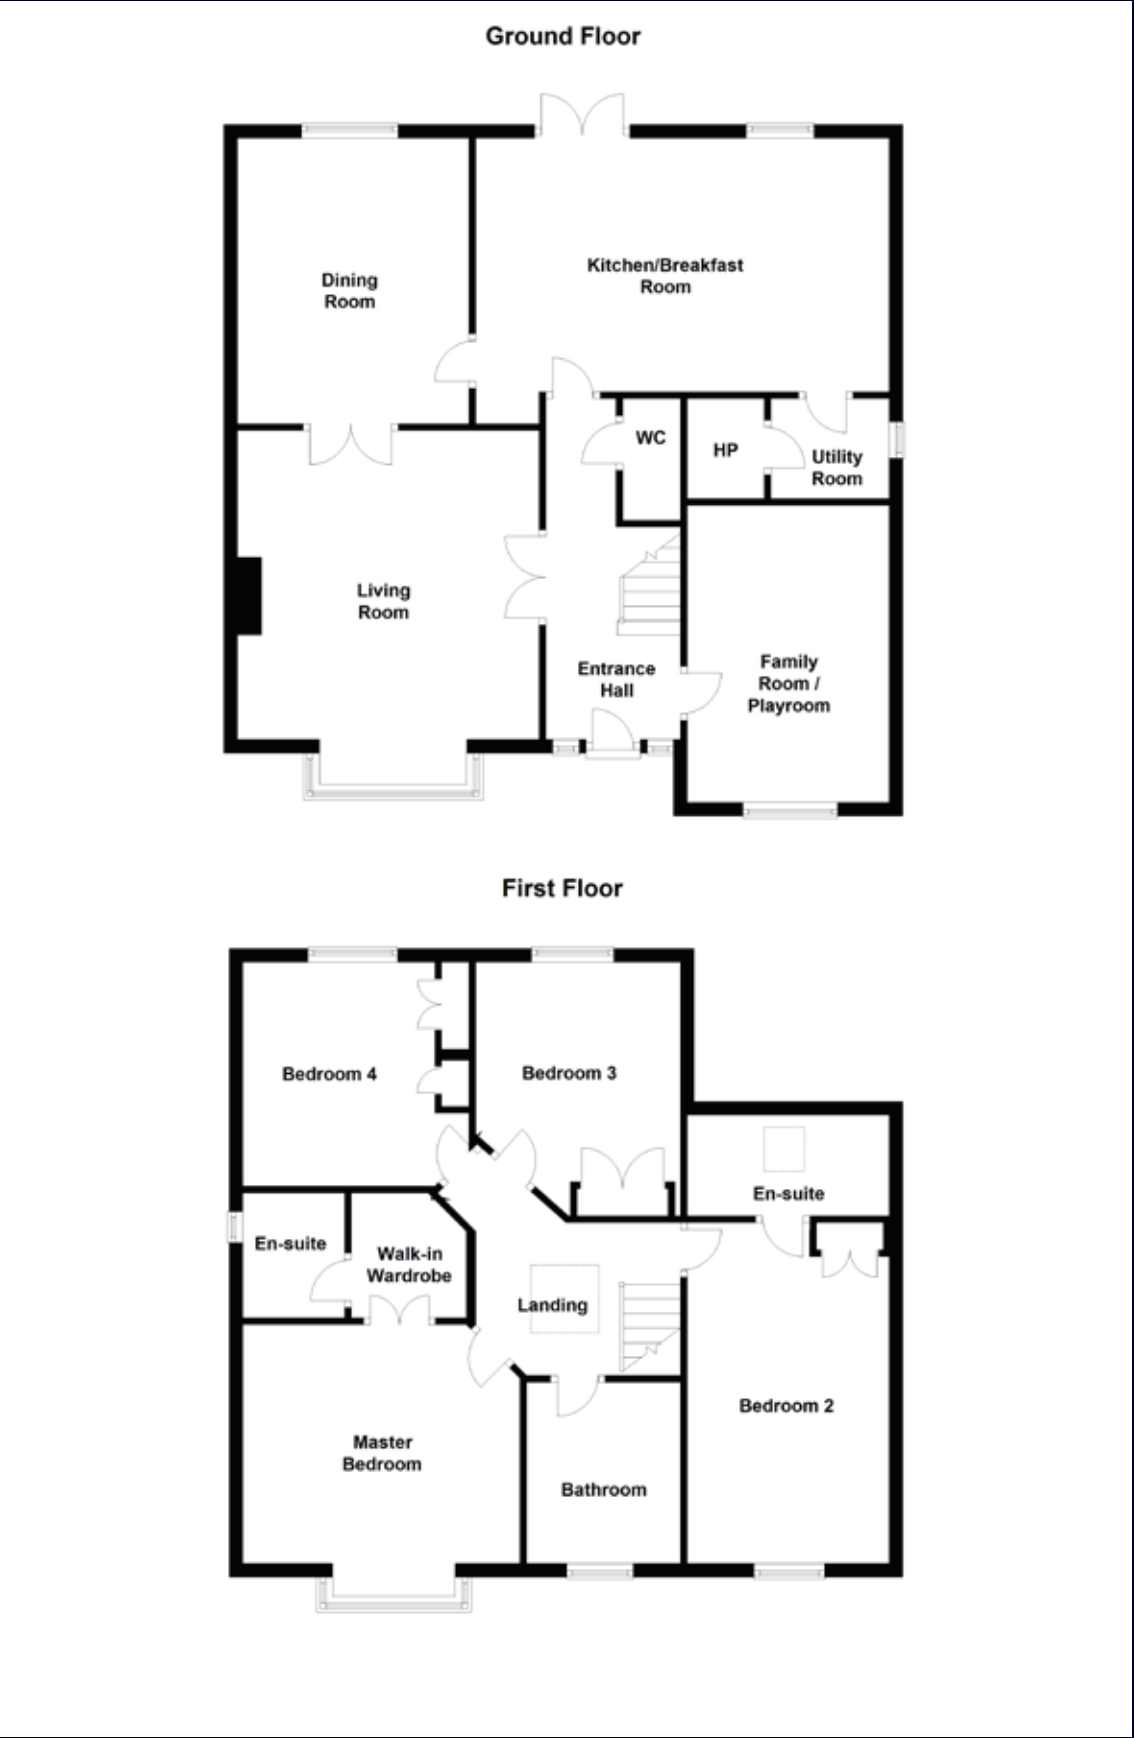 Ground Floor
Dining
Room
Kitchen/Breakfast
Room
WC
HP
Utility
Room
Living
Room
Entrance
Hall
Family
Room /
Playroom
First Floor
Bedroom 4
Bedroom 3
En-suite
En-suite
Walk-in
Wardrobe
Landing
Bedroom 2
Master
Bedroom
Bathroom